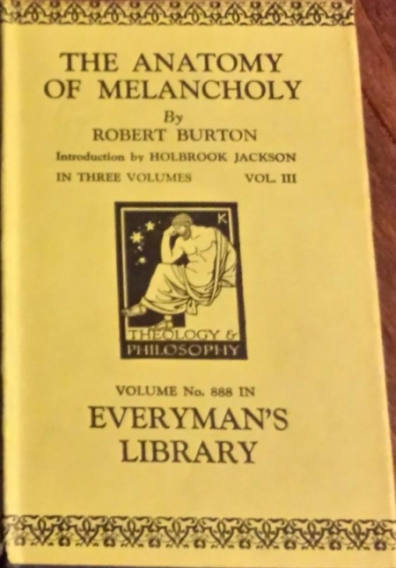 THE ANATOMY
OF MELANCHOLY
By
ROBERT BURTON
Introduction by HOLBROOK JACKSON
IN THREE VOLUMES VOL. III
K
THEOLOGY &
PHILOSOPHY
VOLUME No. 888 IN
EVERYMAN'S
LIBRARY